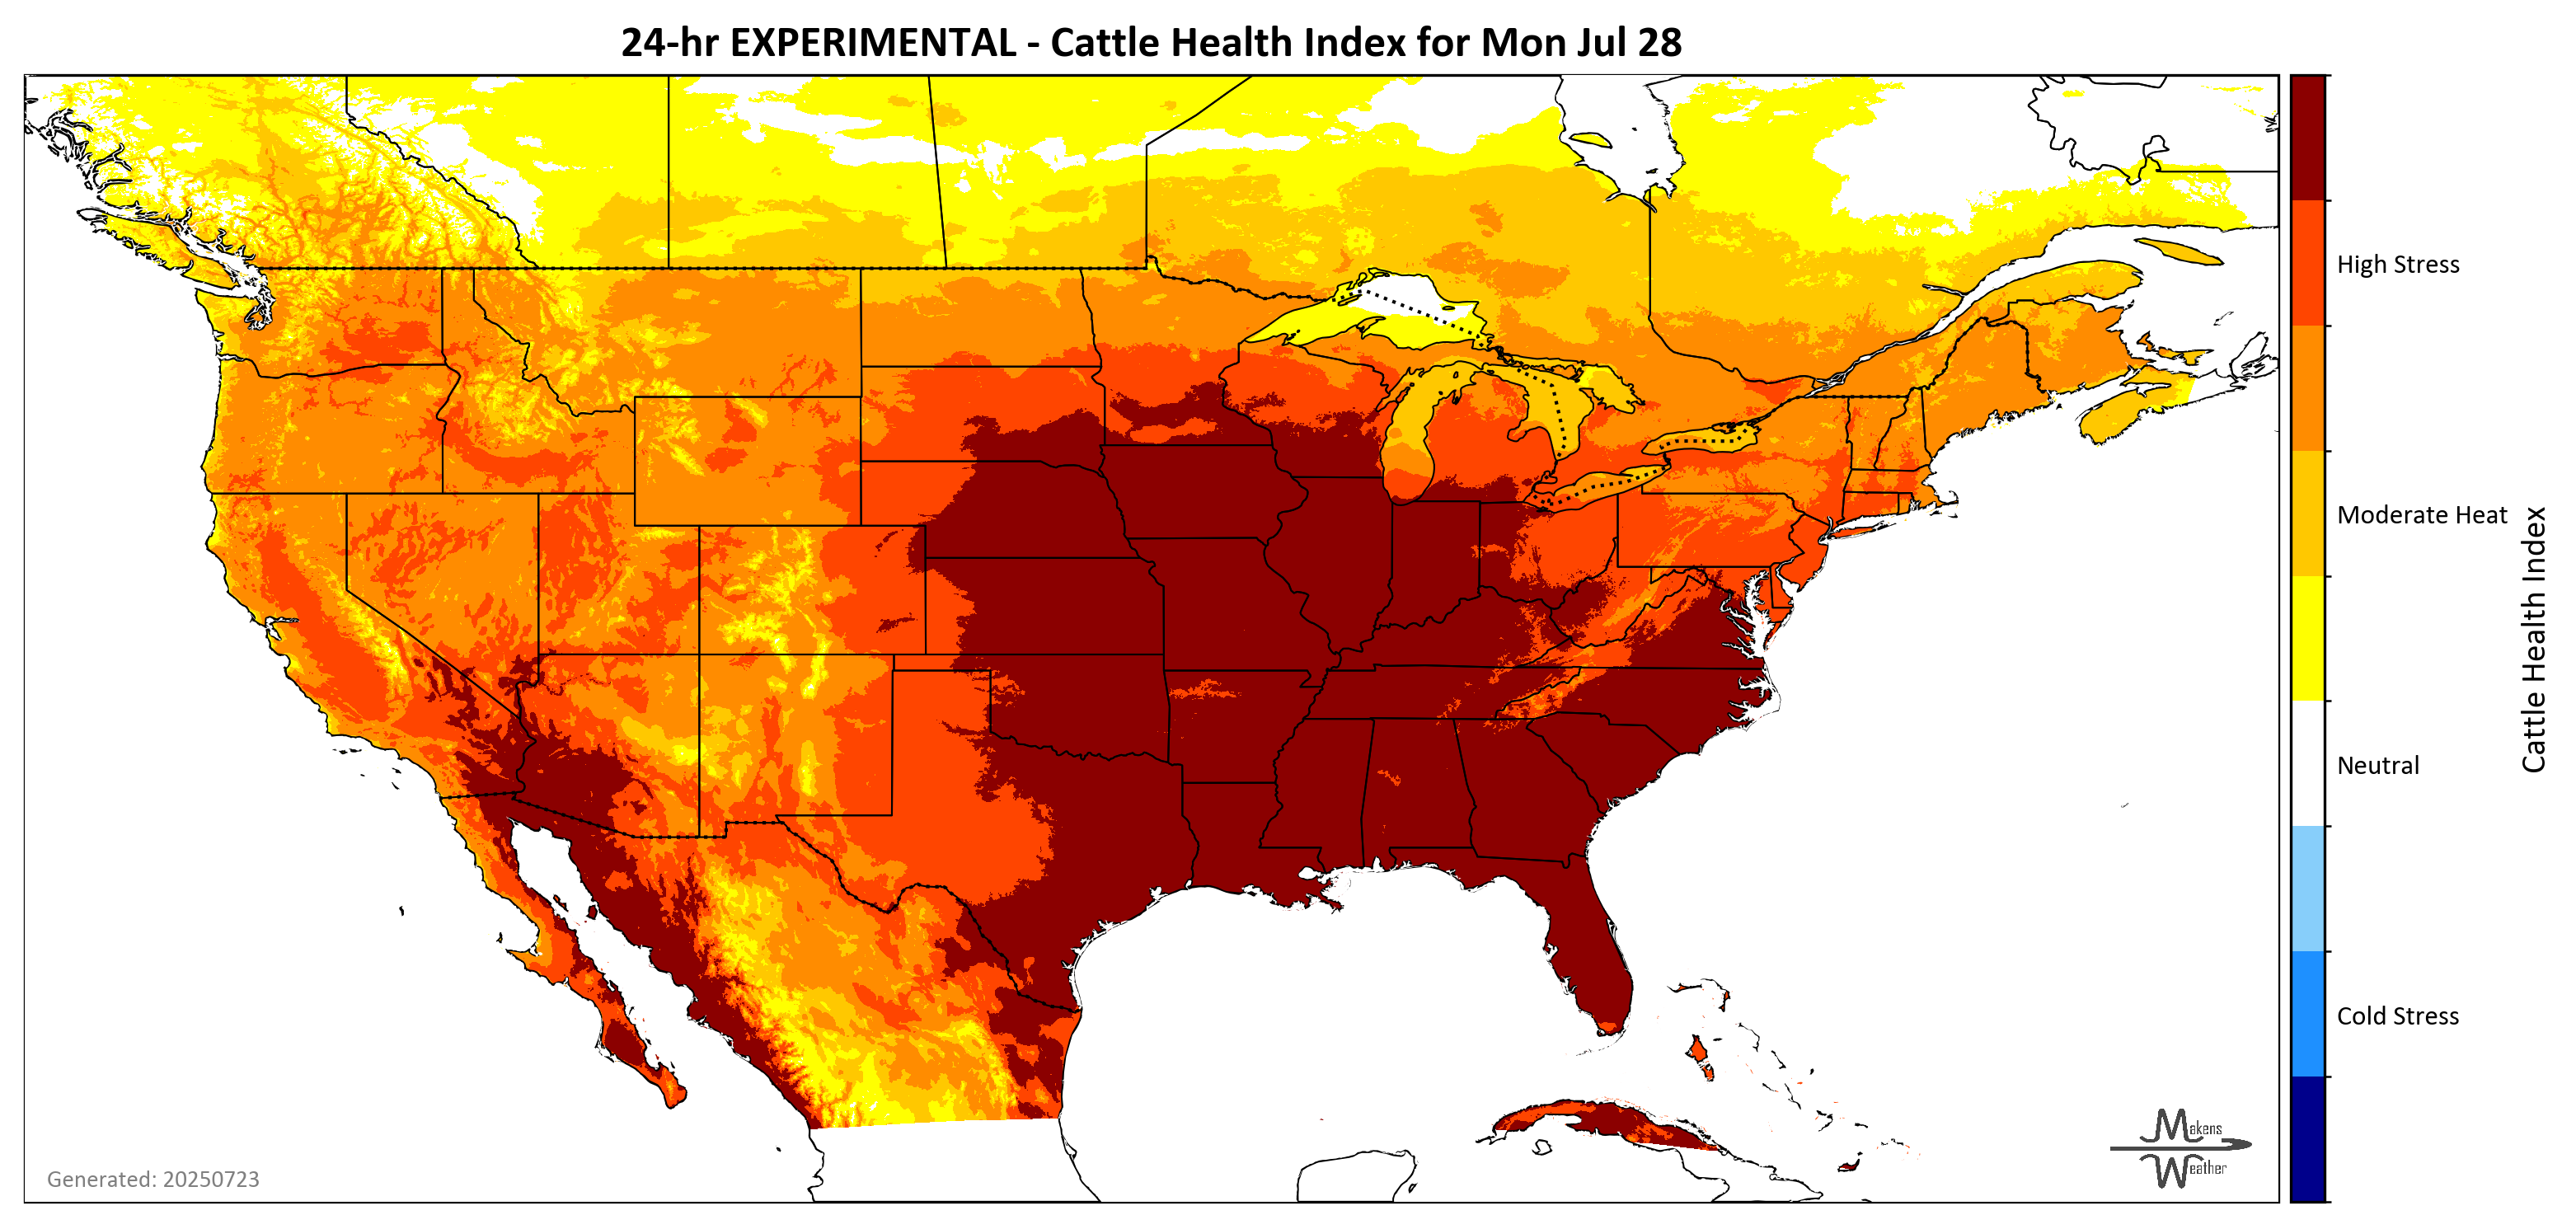 24-hr EXPERIMENTAL - Cattle Health Index for Mon Jul 28
High Stress
Moderate Heat
Neutral
Cold Stress
Cattle Health Index
Generated: 20250723
Makens
Weather